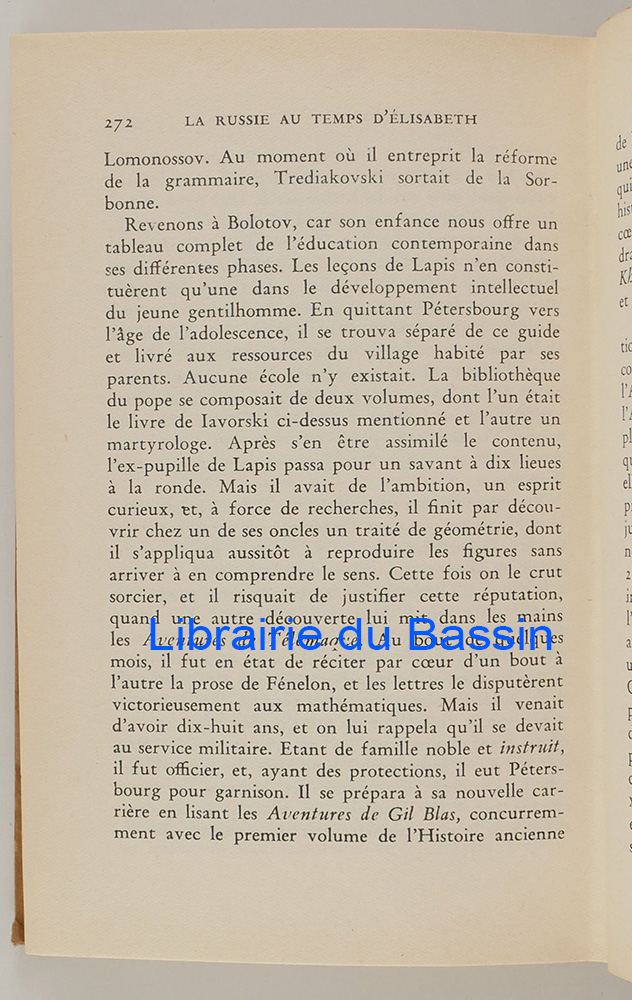 272 LA RUSSIE AU TEMPS D'ÉLISABETH
Lomonossov. Au moment où il entreprit la réforme
de la grammaire, Trediakovski sortait de la Sor-
bonne.
Revenons à Bolotov, car son enfance nous offre un
tableau complet de l'éducation contemporaine dans
ses différentes phases. Les leçons de Lapis n'en consti-
tuèrent qu'une dans le développement intellectuel
du jeune gentilhomme. En quittant Pétersbourg vers
l'âge de l'adolescence, il se trouva séparé de ce guide
et livré aux ressources du village habité par ses
parents. Aucune école n'y existait. La bibliothèque
du pope se composait de deux volumes, dont l'un était
le livre de Iavorski ci-dessus mentionné et l'autre un
martyrologe. Après s'en être assimilé le contenu,
l'ex-pupille de Lapis passa pour un savant à dix lieues
à la ronde. Mais il avait de l'ambition, un esprit
curieux, et, à force de recherches, il finit par décou-
vrir chez un de ses oncles un traité de géométrie, dont
il s'appliqua aussitôt à reproduire les figures sans
arriver à en comprendre le sens. Cette fois on le crut
sorcier, et il risquait de justifier cette réputation,
quand une autre découverte lui mit dans les mains
les Aventures de Télémaque. Au bout de quelques
Librairie du Bassin
mois, il fut en état de réciter par cœur d'un bout à
l'autre la prose de Fénelon, et les lettres le disputèrent
victorieusement aux mathématiques. Mais il venait
d'avoir dix-huit ans, et on lui rappela qu'il se devait
au service militaire. Etant de famille noble et instruit,
il fut officier, et, ayant des protections, il eut Péters-
bourg pour garnison. Il se prépara à sa nouvelle car-
rière en lisant les Aventures de Gil Blas, concurrem-
ment avec le premier volume de l'Histoire ancienne